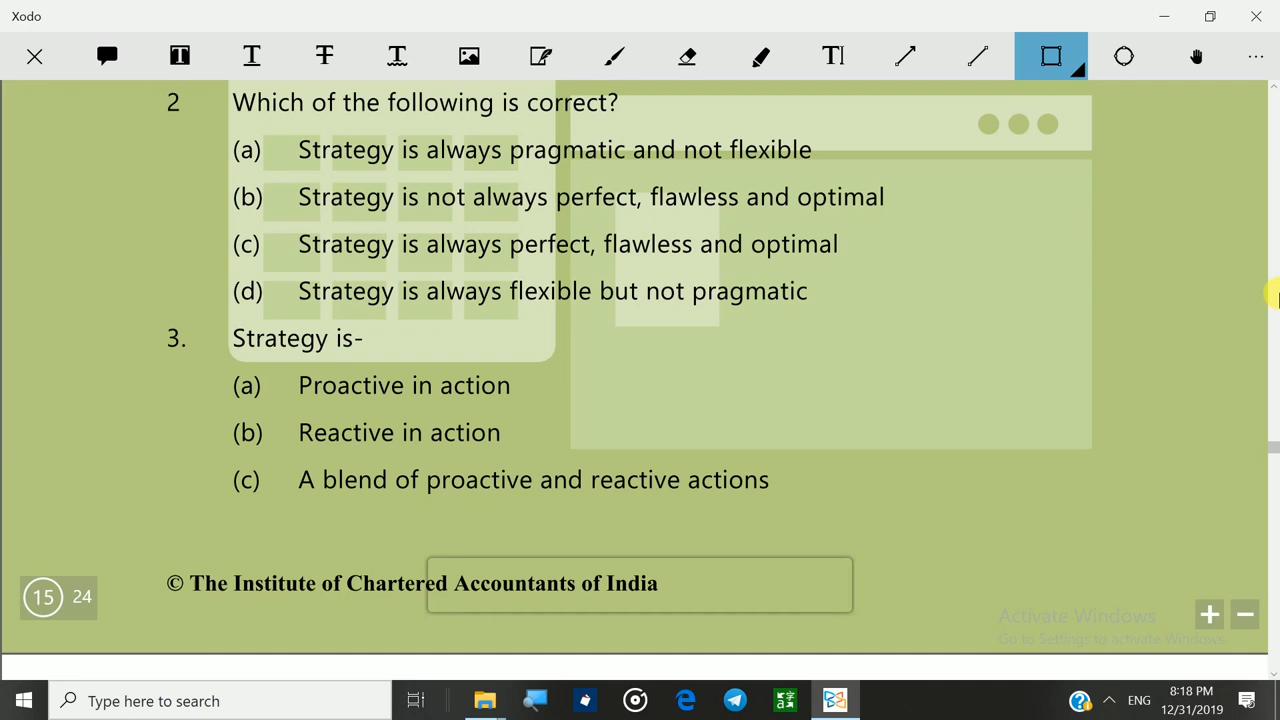 Xodo
2 Which of the following is correct?
(a) Strategy is always pragmatic and not flexible
(b) Strategy is not always perfect, flawless and optimal
(c) Strategy is always perfect, flawless and optimal
(d) Strategy is always flexible but not pragmatic
3. Strategy is-
(a) Proactive in action
(b) Reactive in action
(c) A blend of proactive and reactive actions
© The Institute of Chartered Accountants of India
15 24
Activate Windows
Go to Settings to activate Windows.
Type here to search
ENG
8:18 PM
12/31/2019